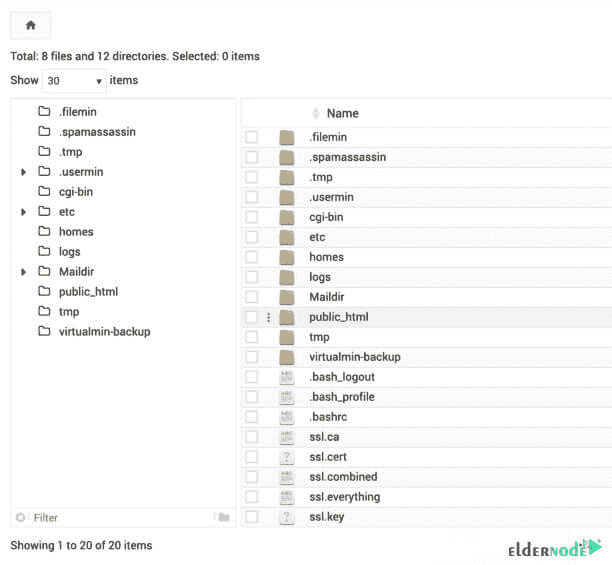 Total: 8 files and 12 directories. Selected: 0 items
Show 30 items
.filemin
.spamassassin
.tmp
.usermin
cgi-bin
etc
homes
logs
Maildir
public_html
tmp
virtualmin-backup
Filter
Name
.filemin
.spamassassin
.tmp
.usermin
cgi-bin
etc
homes
logs
Maildir
public_html
tmp
virtualmin-backup
.bash_logout
.bash_profile
.bashrc
ssl.ca
ssl.cert
ssl.combined
ssl.everything
ssl.key
Showing 1 to 20 of 20 items
eldernode